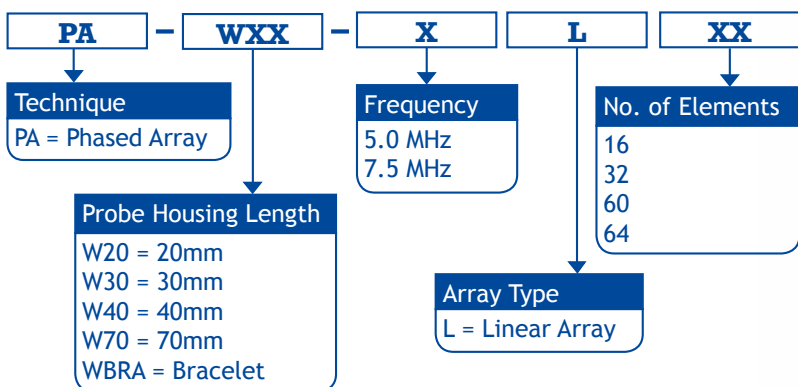 PA – WXX – X L XX
Technique
PA = Phased Array
Probe Housing Length
W20 = 20mm
W30 = 30mm
W40 = 40mm
W70 = 70mm
WBRA = Bracelet
Frequency
5.0 MHz
7.5 MHz
Array Type
L = Linear Array
No. of Elements
16
32
60
64